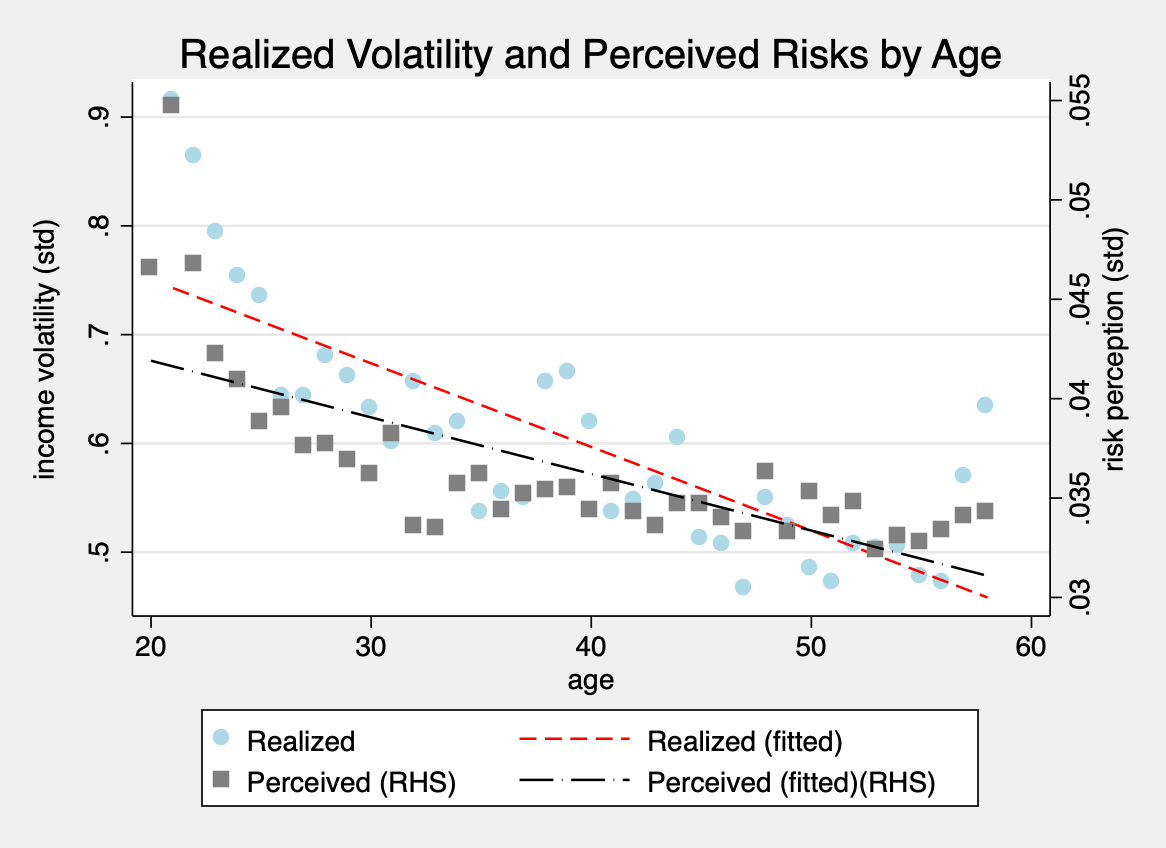 Realized Volatility and Perceived Risks by Age
income volatility (std)
.9
.8
.7
.6
.5
.055
.05
.045
.04
.035
.03
risk perception (std)
20 30 40 50 60
age
Realized Realized (fitted)
Perceived (RHS) Perceived (fitted)(RHS)